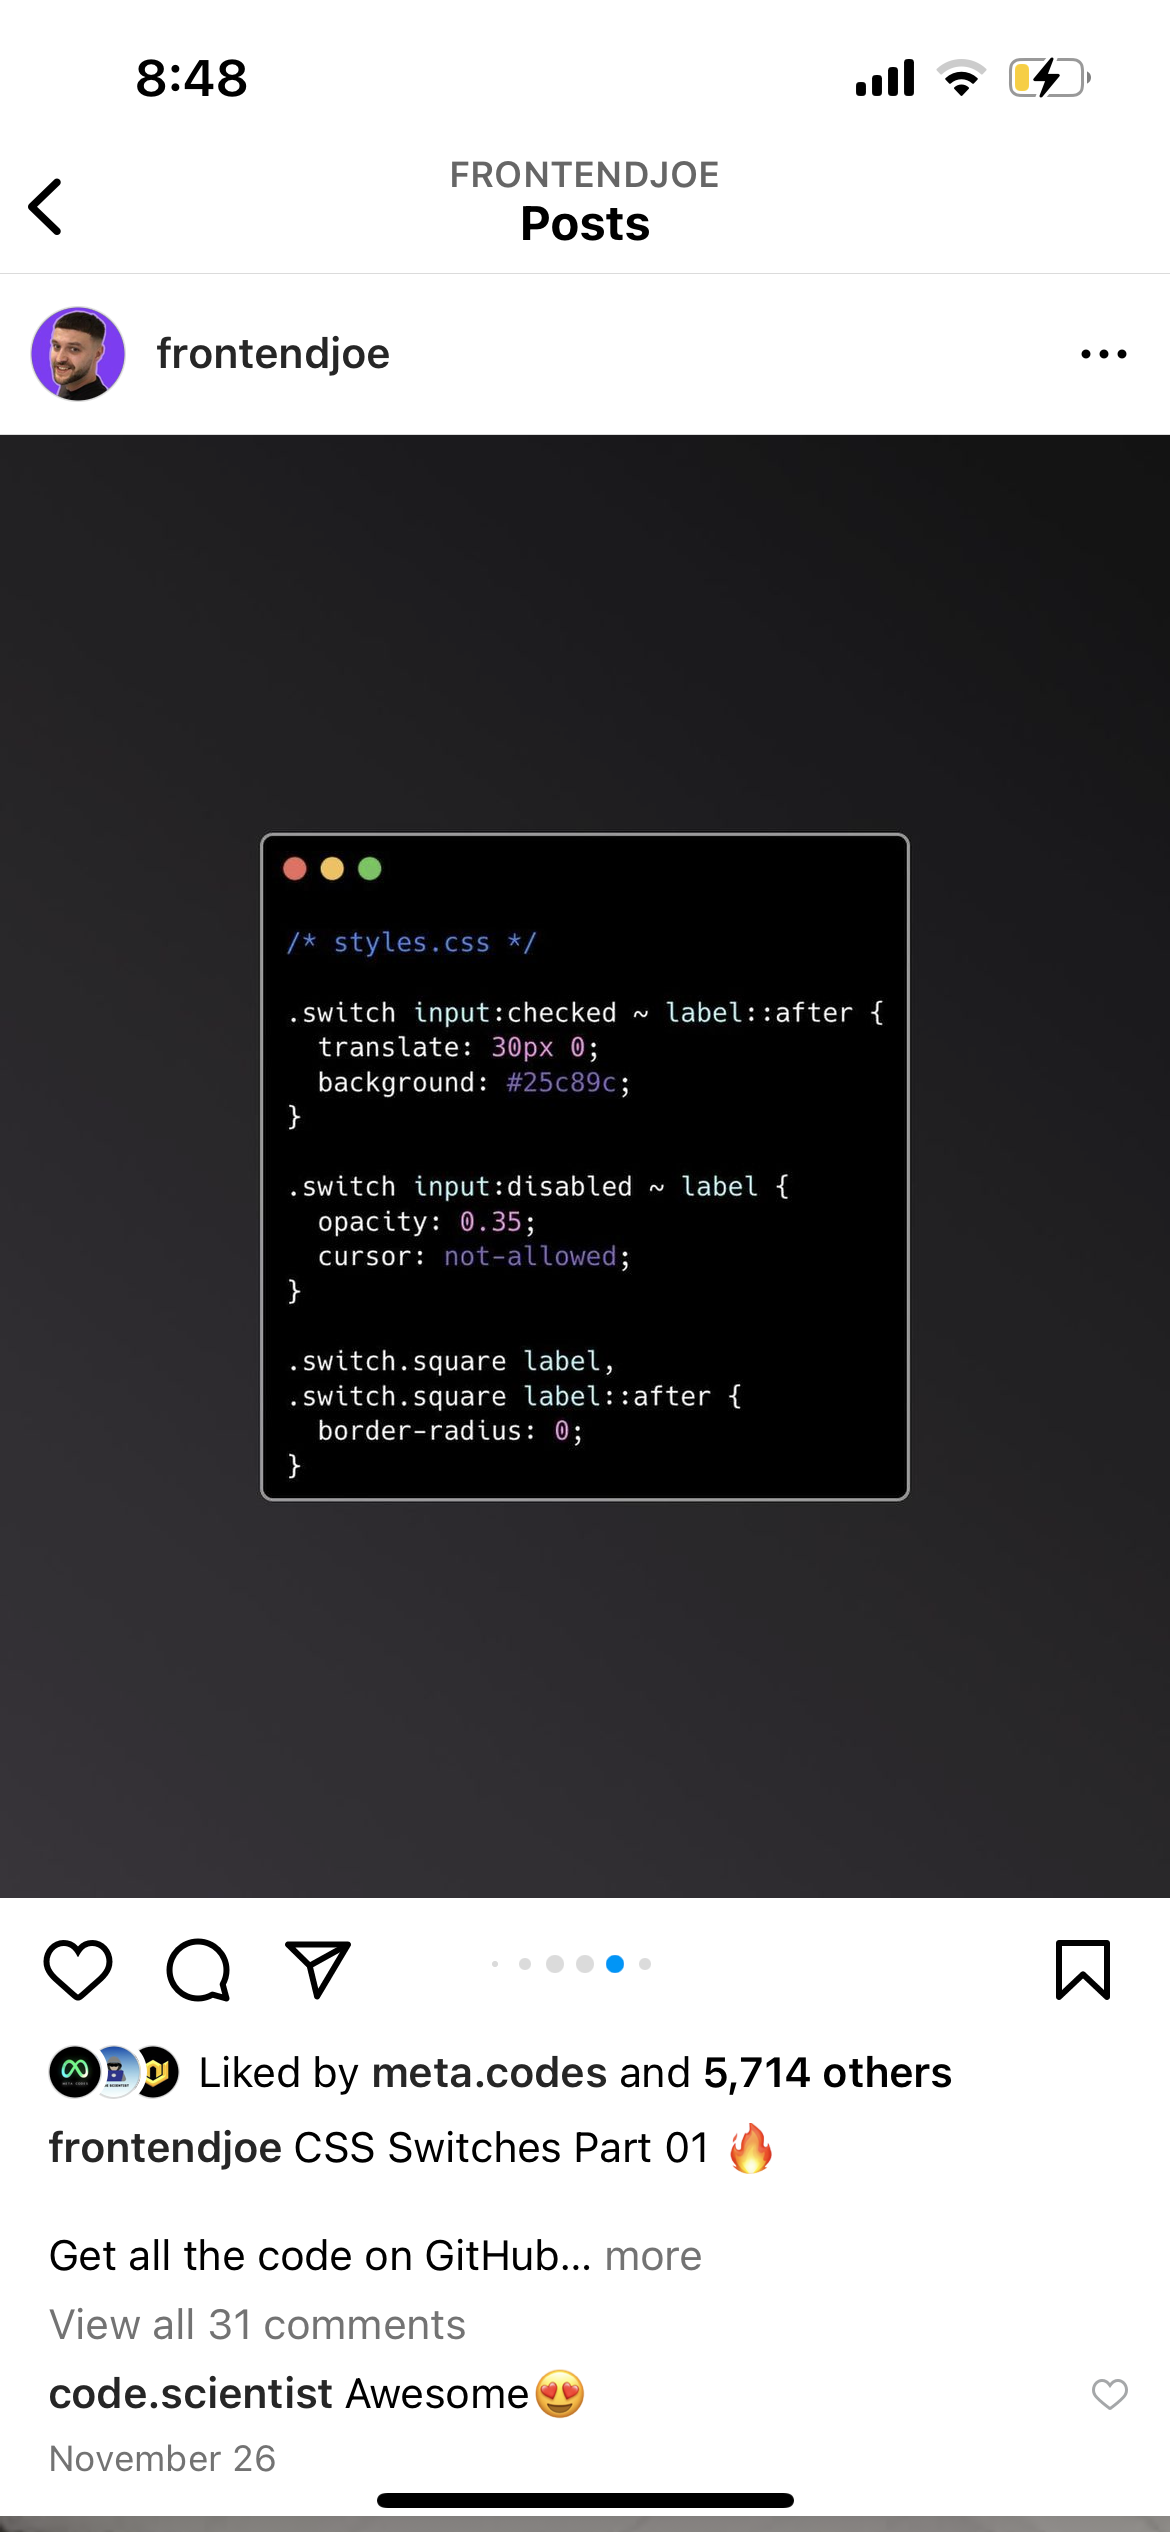 8:48
FRONTENDJOE
Posts
frontendjoe
/* styles.css */
.switch input:checked ~ label::after {
  translate: 30px 0;
  background: #25c89c;
}
.switch input:disabled ~ label {
  opacity: 0.35;
  cursor: not-allowed;
}
.switch.square label,
.switch.square label::after {
  border-radius: 0;
}
Liked by meta.codes and 5,714 others
frontendjoe CSS Switches Part 01 🔥
Get all the code on GitHub... more
View all 31 comments
code.scientist Awesome😍
November 26